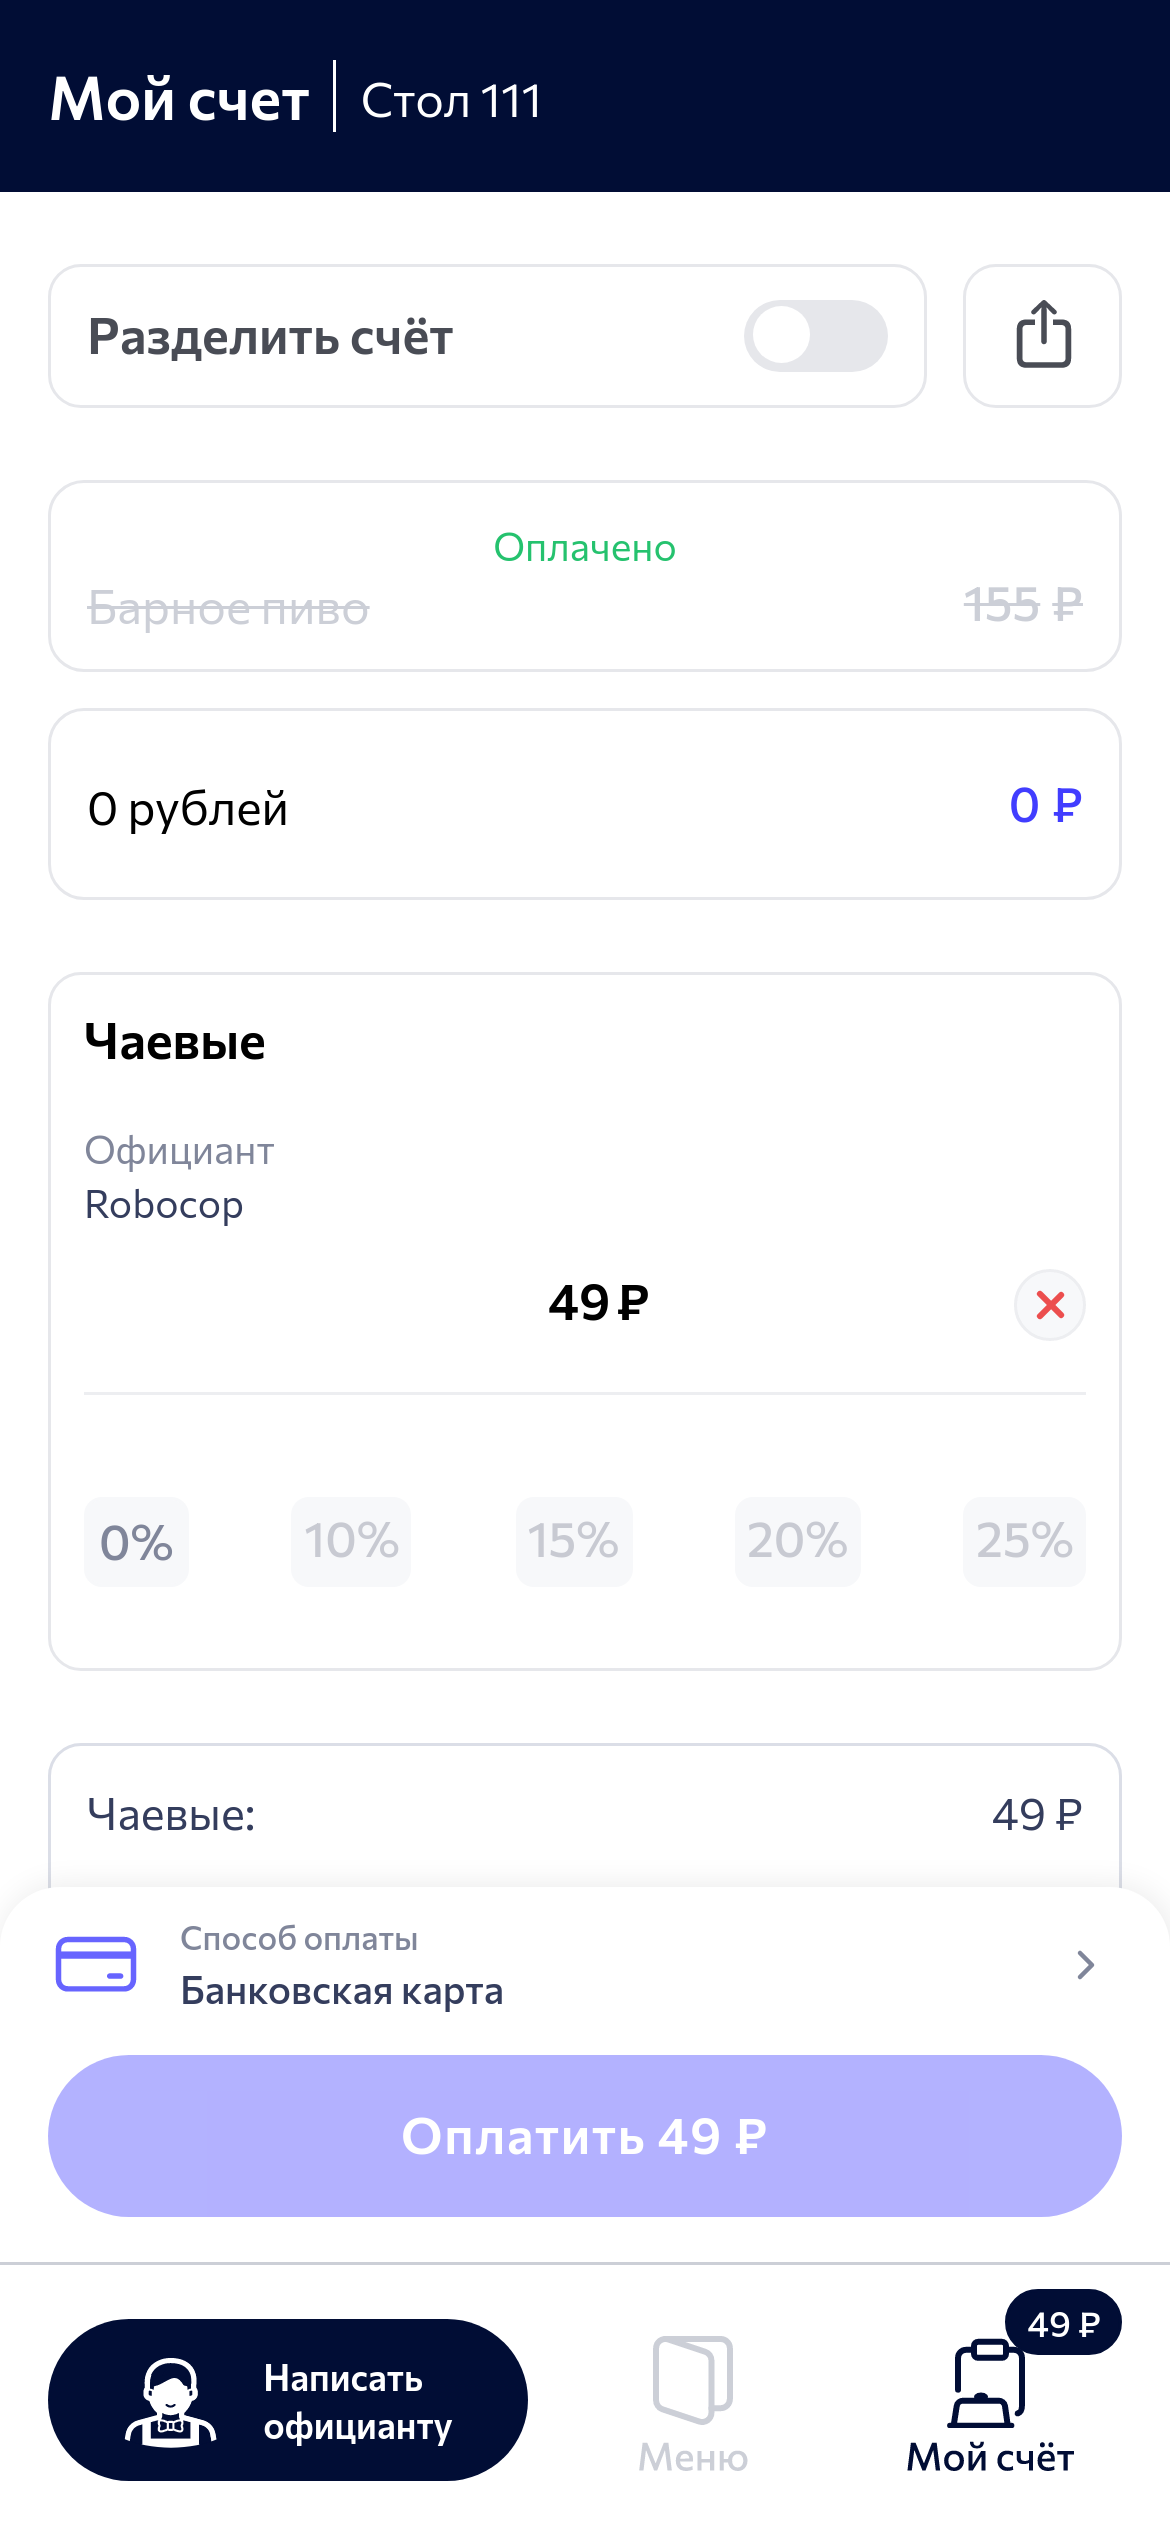 Мой счет | Стол 111
Разделить счёт
Оплачено
Барное пиво 155 ₽
0 рублей 0 ₽
Чаевые
Официант
Robocop
49 ₽
0% 10% 15% 20% 25%
Чаевые: 49 ₽
Способ оплаты
Банковская карта
Оплатить 49 ₽
49 ₽
Написать
официанту
Меню
Мой счёт